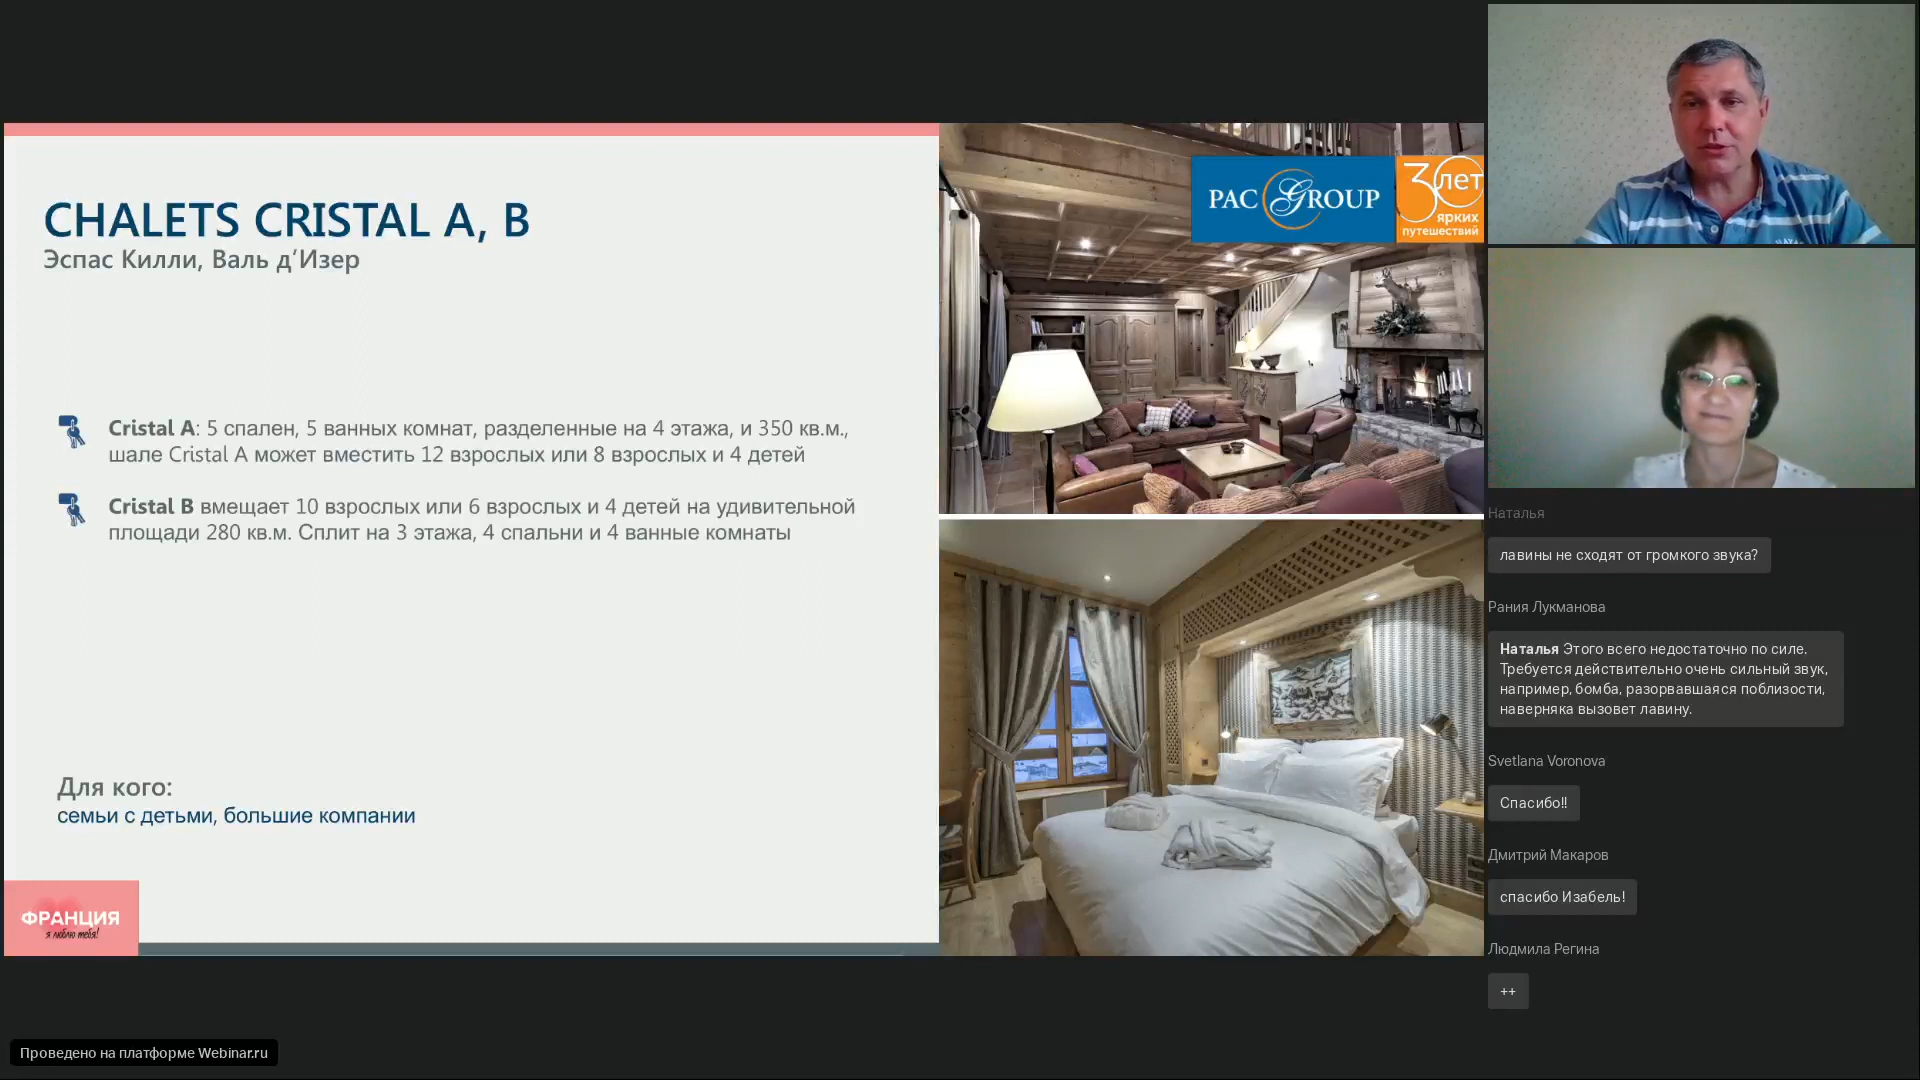 CHALETS CRISTAL A, B
Эспас Килли, Валь д’Изер
Cristal A: 5 спален, 5 ванных комнат, разделенные на 4 этажа, и 350 кв.м.,
шале Cristal A может вместить 12 взрослых или 8 взрослых и 4 детей
Cristal B вмещает 10 взрослых или 6 взрослых и 4 детей на удивительной
площади 280 кв.м. Сплит на 3 этажа, 4 спальни и 4 ванные комнаты
Для кого:
семьи с детьми, большие компании
ФРАНЦИЯ
я люблю тебя!
PAC GROUP
30 лет
ярких
путешествий
Наталья
лавины не сходят от громкого звука?
Рания Лукманова
Наталья Этого всего недостаточно по силе.
Требуется действительно очень сильный звук,
например, бомба, разорвавшаяся поблизости,
наверняка вызовет лавину.
Svetlana Voronova
Спасибо!!
Дмитрий Макаров
спасибо Изабель!
Людмила Регина
++
Проведено на платформе Webinar.ru